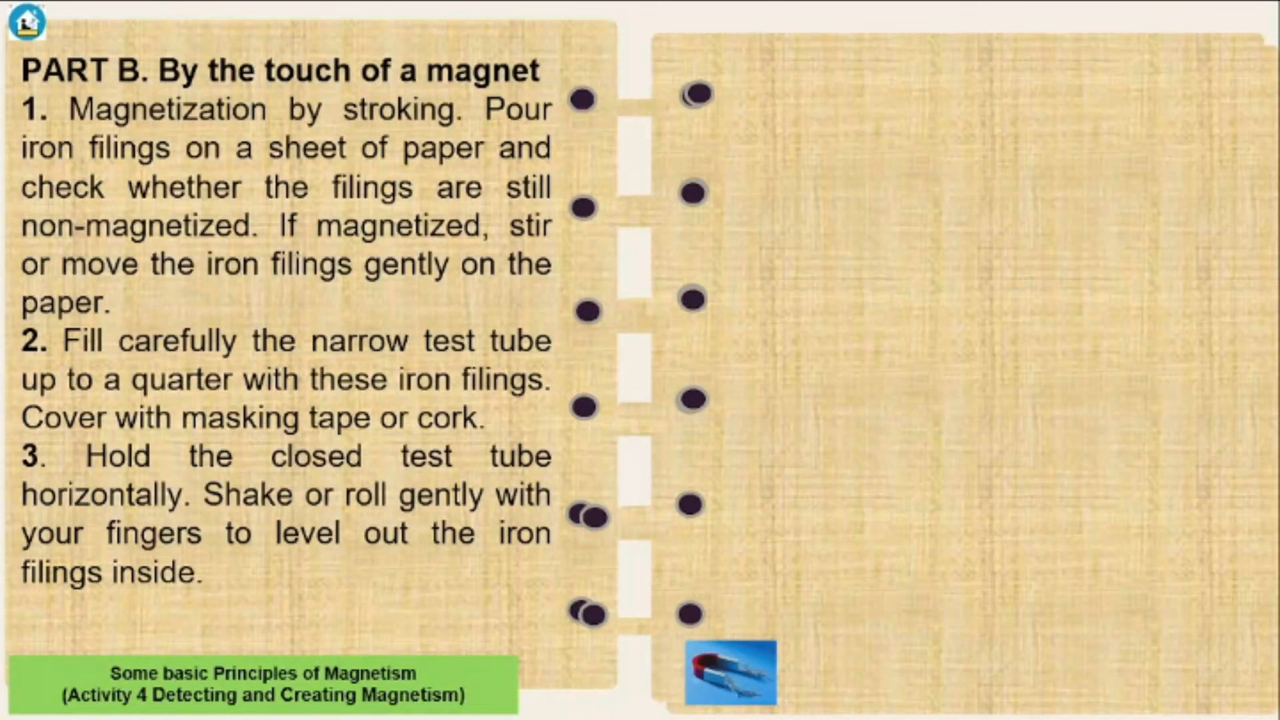 PART B. By the touch of a magnet
1. Magnetization by stroking. Pour
iron filings on a sheet of paper and
check whether the filings are still
non-magnetized. If magnetized, stir
or move the iron filings gently on the
paper.
2. Fill carefully the narrow test tube
up to a quarter with these iron filings.
Cover with masking tape or cork.
3. Hold the closed test tube
horizontally. Shake or roll gently with
your fingers to level out the iron
filings inside.
Some basic Principles of Magnetism
(Activity 4 Detecting and Creating Magnetism)